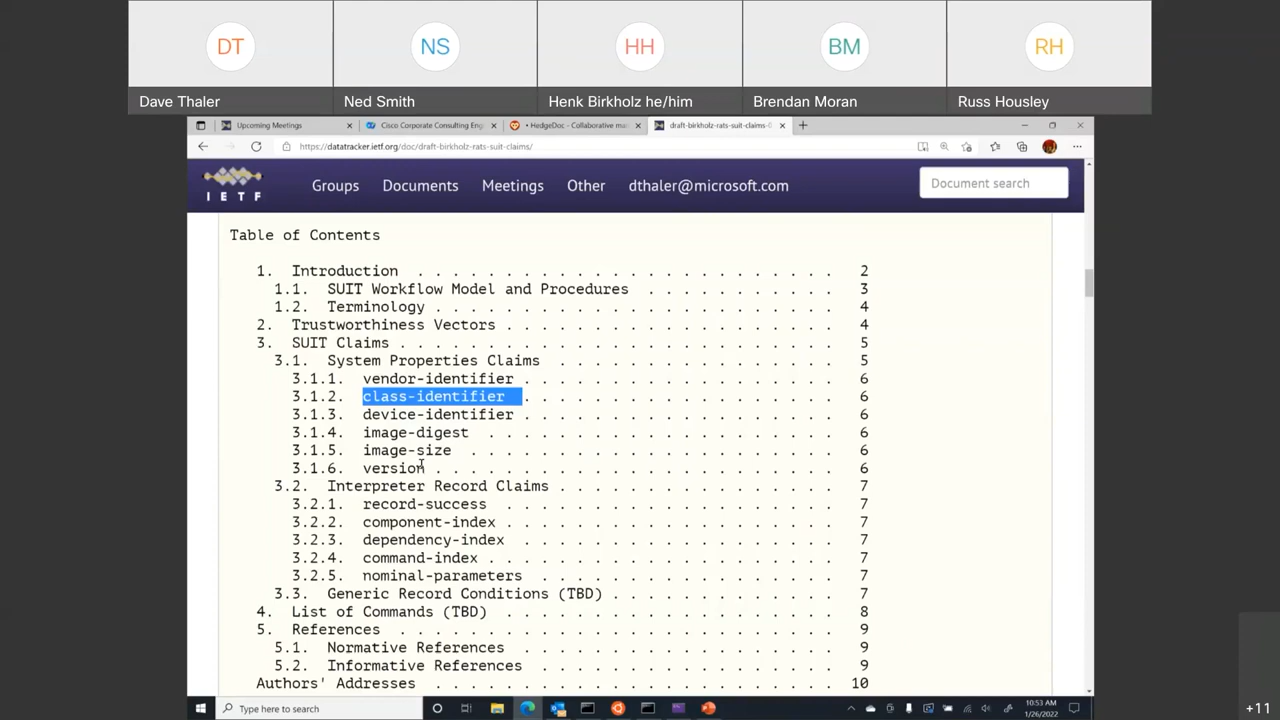 DT
NS
HH
BM
RH
Dave Thaler
Ned Smith
Henk Birkholz he/him
Brendan Moran
Russ Housley
Upcoming Meetings
Cisco Corporate Consulting Eng
• HedgeDoc - Collaborative ma
draft-birkholz-rats-suit-claims-0
https://datatracker.ietf.org/doc/draft-birkholz-rats-suit-claims/
I E T F
Groups Documents Meetings Other dthaler@microsoft.com
Document search
Table of Contents
1. Introduction . . . . . . . . . . . . . . . . . . . . . . . . 2
1.1. SUIT Workflow Model and Procedures . . . . . . . . . . . 3
1.2. Terminology . . . . . . . . . . . . . . . . . . . . . . . 4
2. Trustworthiness Vectors . . . . . . . . . . . . . . . . . . . 4
3. SUIT Claims . . . . . . . . . . . . . . . . . . . . . . . . . 5
3.1. System Properties Claims . . . . . . . . . . . . . . . . 5
3.1.1. vendor-identifier . . . . . . . . . . . . . . . . . . 6
3.1.2. class-identifier . . . . . . . . . . . . . . . . . . 6
3.1.3. device-identifier . . . . . . . . . . . . . . . . . . 6
3.1.4. image-digest . . . . . . . . . . . . . . . . . . . . 6
3.1.5. image-size . . . . . . . . . . . . . . . . . . . . . 6
3.1.6. version . . . . . . . . . . . . . . . . . . . . . . . 6
3.2. Interpreter Record Claims . . . . . . . . . . . . . . . . 7
3.2.1. record-success . . . . . . . . . . . . . . . . . . . 7
3.2.2. component-index . . . . . . . . . . . . . . . . . . . 7
3.2.3. dependency-index . . . . . . . . . . . . . . . . . . 7
3.2.4. command-index . . . . . . . . . . . . . . . . . . . . 7
3.2.5. nominal-parameters . . . . . . . . . . . . . . . . . 7
3.3. Generic Record Conditions (TBD) . . . . . . . . . . . . . 7
4. List of Commands (TBD) . . . . . . . . . . . . . . . . . . . 8
5. References . . . . . . . . . . . . . . . . . . . . . . . . . 9
5.1. Normative References . . . . . . . . . . . . . . . . . . 9
5.2. Informative References . . . . . . . . . . . . . . . . . 9
Authors' Addresses . . . . . . . . . . . . . . . . . . . . . . . 10
Type here to search
10:53 AM
1/26/2022
+11